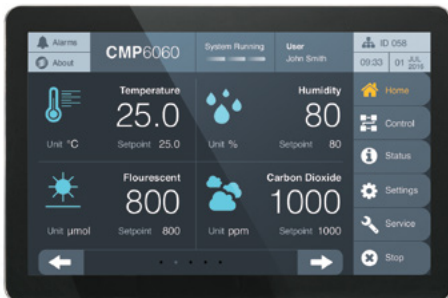 Alarms
About
CMP6060
System Running
User
John Smith
ID 058
09:33 01 JUL 2016
Temperature
25.0
Unit °C Setpoint 25.0
Humidity
80
Unit % Setpoint 80
Flourescent
800
Unit µmol Setpoint 800
Carbon Dioxide
1000
Unit ppm Setpoint 1000
Home
Control
Status
Settings
Service
Stop